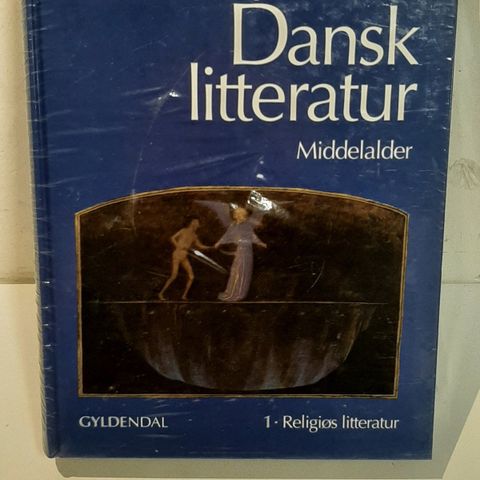 Dansk
litteratur
Middelalder
GYLDENDAL
1 · Religiøs litteratur